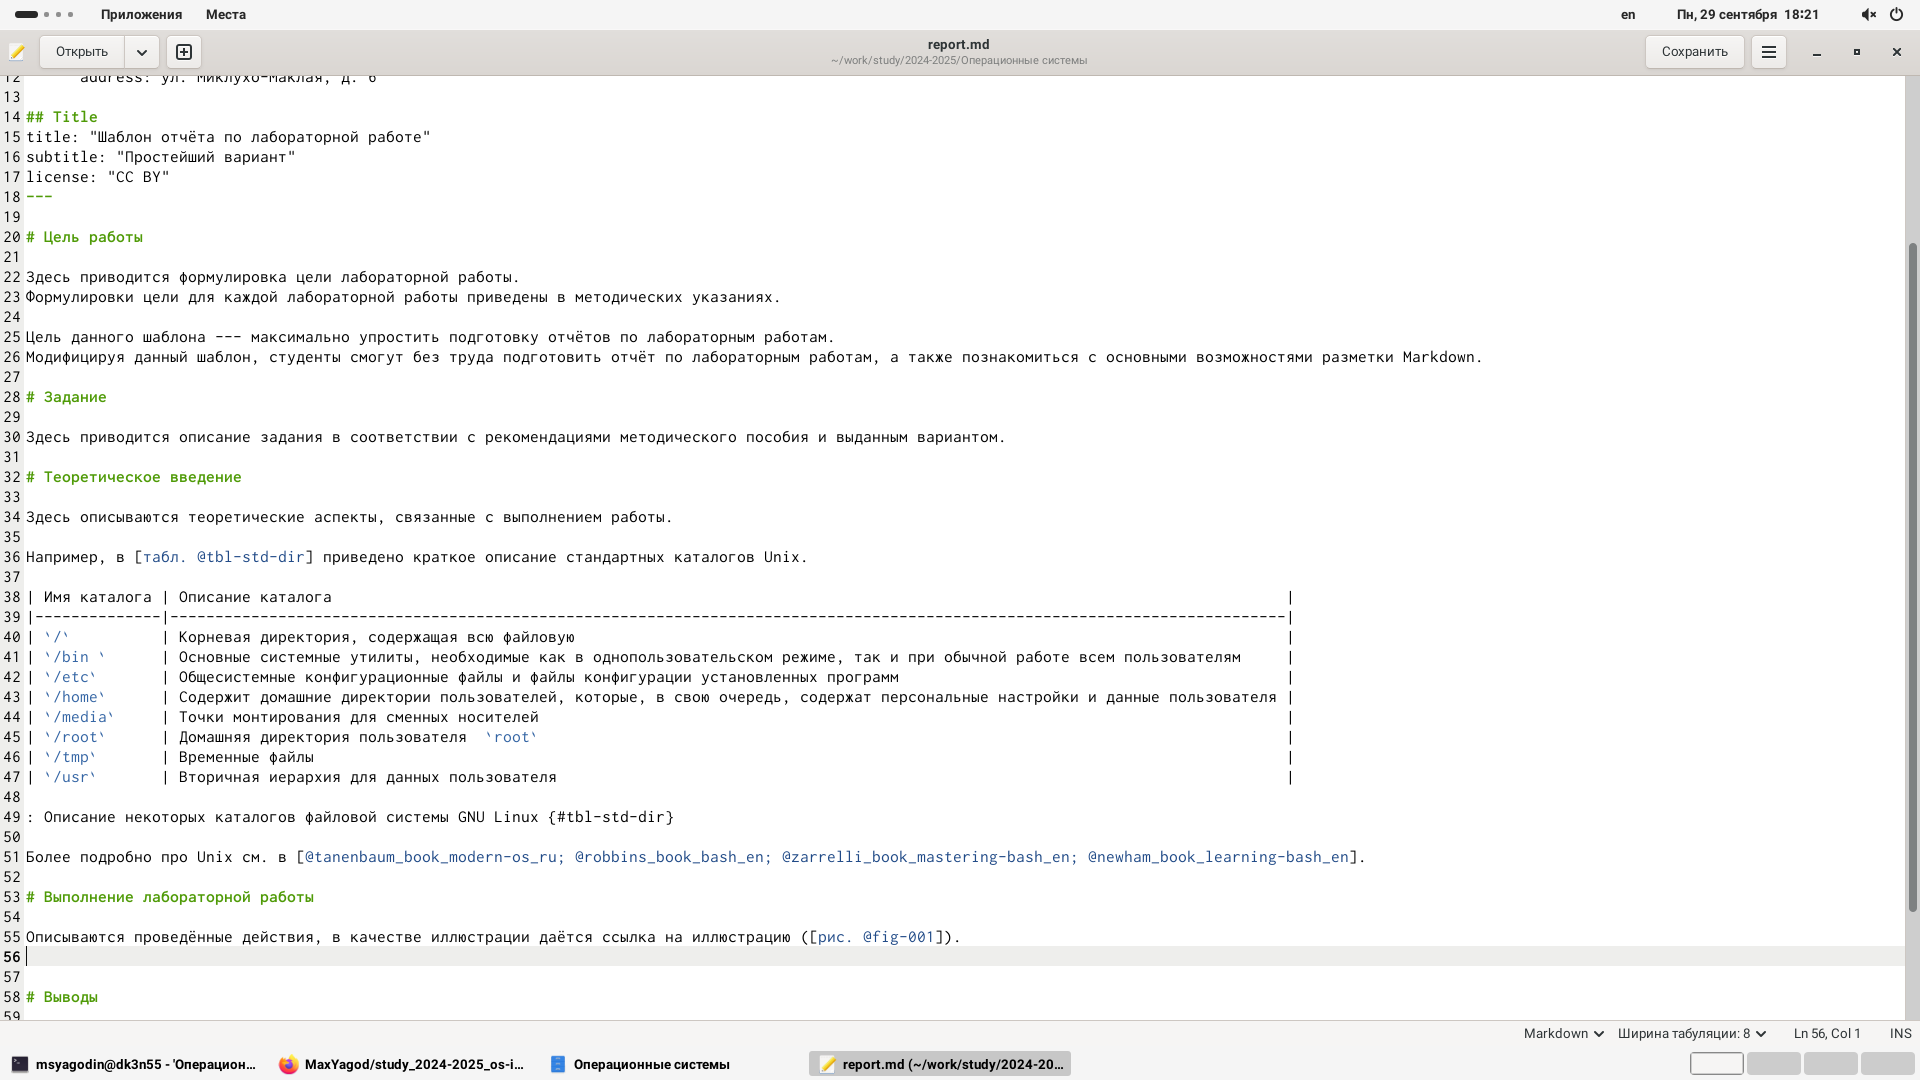 Приложения Места en Пн, 29 сентября 18:21
Открыть report.md Сохранить
~/work/study/2024-2025/Операционные системы
12 address: ул. Миклухо-Маклая, д. 6
13
14 ## Title
15 title: "Шаблон отчёта по лабораторной работе"
16 subtitle: "Простейший вариант"
17 license: "CC BY"
18 ---
19
20 # Цель работы
21
22 Здесь приводится формулировка цели лабораторной работы.
23 Формулировки цели для каждой лабораторной работы приведены в методических указаниях.
24
25 Цель данного шаблона --- максимально упростить подготовку отчётов по лабораторным работам.
26 Модифицируя данный шаблон, студенты смогут без труда подготовить отчёт по лабораторным работам, а также познакомиться с основными возможностями разметки Markdown.
27
28 # Задание
29
30 Здесь приводится описание задания в соответствии с рекомендациями методического пособия и выданным вариантом.
31
32 # Теоретическое введение
33
34 Здесь описываются теоретические аспекты, связанные с выполнением работы.
35
36 Например, в [табл. @tbl-std-dir] приведено краткое описание стандартных каталогов Unix.
37
38 | Имя каталога | Описание каталога |
39 |--------------|----------------------------------------------------------------------------------------------------------------------------|
40 | `/` | Корневая директория, содержащая всю файловую |
41 | `/bin ` | Основные системные утилиты, необходимые как в однопользовательском режиме, так и при обычной работе всем пользователям |
42 | `/etc` | Общесистемные конфигурационные файлы и файлы конфигурации установленных программ |
43 | `/home` | Содержит домашние директории пользователей, которые, в свою очередь, содержат персональные настройки и данные пользователя |
44 | `/media` | Точки монтирования для сменных носителей |
45 | `/root` | Домашняя директория пользователя `root` |
46 | `/tmp` | Временные файлы |
47 | `/usr` | Вторичная иерархия для данных пользователя |
48
49 : Описание некоторых каталогов файловой системы GNU Linux {#tbl-std-dir}
50
51 Более подробно про Unix см. в [@tanenbaum_book_modern-os_ru; @robbins_book_bash_en; @zarrelli_book_mastering-bash_en; @newham_book_learning-bash_en].
52
53 # Выполнение лабораторной работы
54
55 Описываются проведённые действия, в качестве иллюстрации даётся ссылка на иллюстрацию ([рис. @fig-001]).
56
57
58 # Выводы
59
Markdown Ширина табуляции: 8 Ln 56, Col 1 INS
msyagodin@dk3n55 - 'Операцион... MaxYagod/study_2024-2025_os-i... Операционные системы report.md (~/work/study/2024-20...